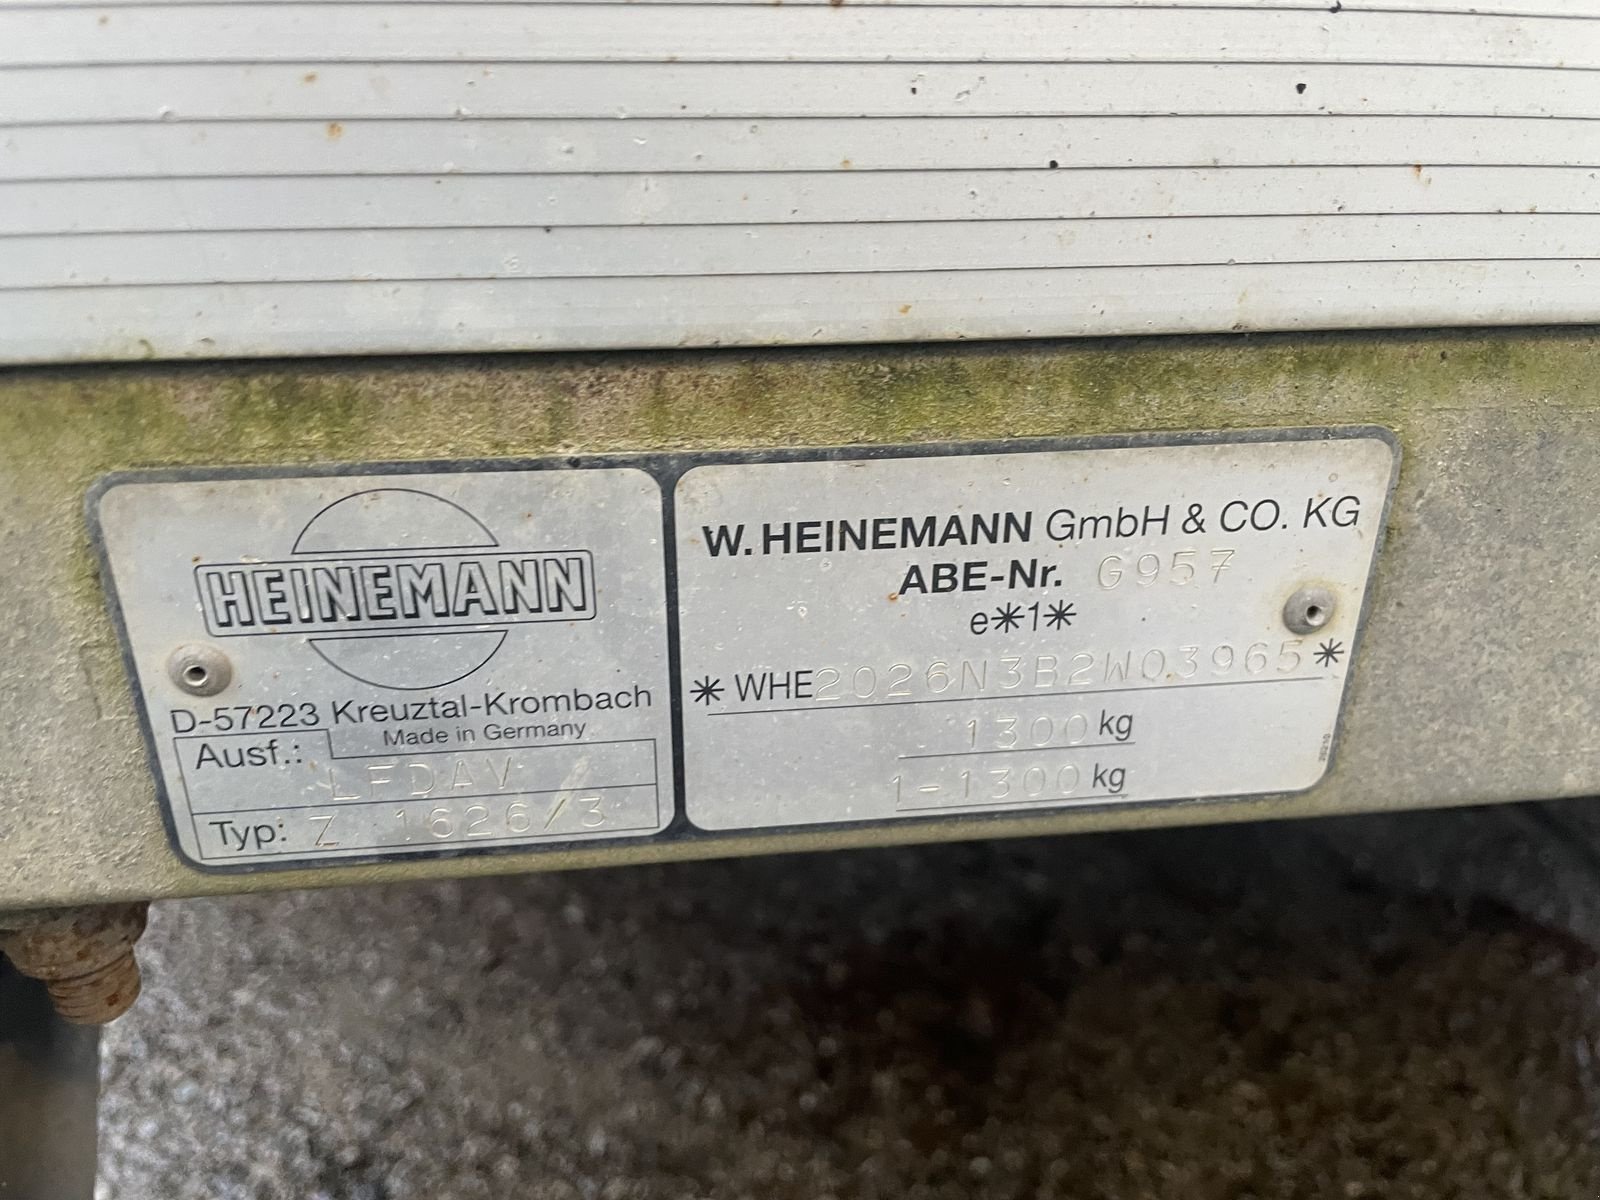 HEINEMANN
D-57223 Kreuztal-Krombach
Made in Germany
Ausf.: LFDAV
Typ: Z 1626/3
W. HEINEMANN GmbH & CO. KG
ABE-Nr. G957
e*1*
* WHE2026N3B2W03965*
1300 kg
1-1300 kg